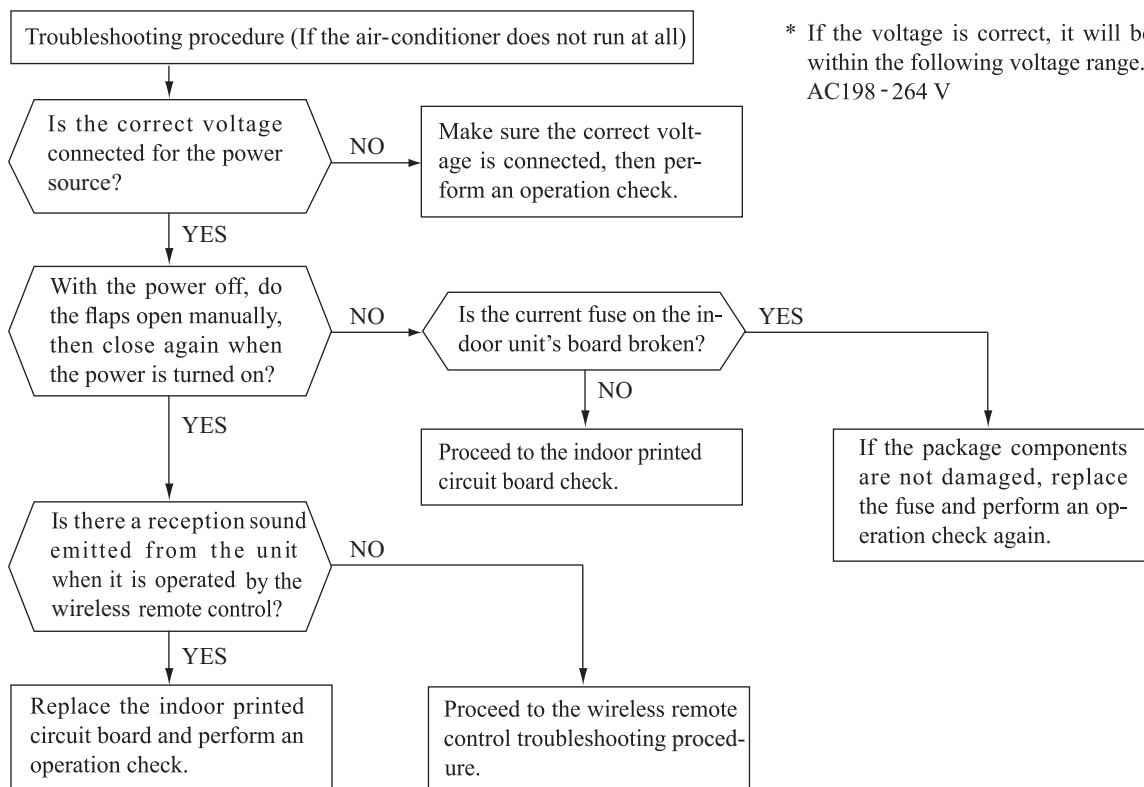 Troubleshooting procedure (If the air-conditioner does not run at all)
* If the voltage is correct, it will be
within the following voltage range.
AC198 - 264 V
Is the correct voltage
connected for the power
source?
NO
Make sure the correct volt-
age is connected, then per-
form an operation check.
YES
With the power off, do
the flaps open manually,
then close again when
the power is turned on?
NO
Is the current fuse on the in-
door unit's board broken?
YES
NO
YES
Proceed to the indoor printed
circuit board check.
If the package components
are not damaged, replace
the fuse and perform an op-
eration check again.
Is there a reception sound
emitted from the unit
when it is operated by the
wireless remote control?
NO
YES
Replace the indoor printed
circuit board and perform an
operation check.
Proceed to the wireless remote
control troubleshooting proced-
ure.